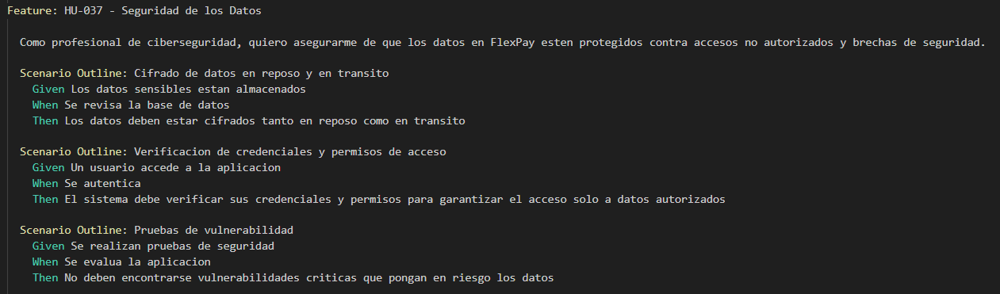 Feature: HU-037 - Seguridad de los Datos
Como profesional de ciberseguridad, quiero asegurarme de que los datos en FlexPay esten protegidos contra accesos no autorizados y brechas de seguridad.
Scenario Outline: Cifrado de datos en reposo y en transito
Given Los datos sensibles estan almacenados
When Se revisa la base de datos
Then Los datos deben estar cifrados tanto en reposo como en transito
Scenario Outline: Verificacion de credenciales y permisos de acceso
Given Un usuario accede a la aplicacion
When Se autentica
Then El sistema debe verificar sus credenciales y permisos para garantizar el acceso solo a datos autorizados
Scenario Outline: Pruebas de vulnerabilidad
Given Se realizan pruebas de seguridad
When Se evalua la aplicacion
Then No deben encontrarse vulnerabilidades criticas que pongan en riesgo los datos